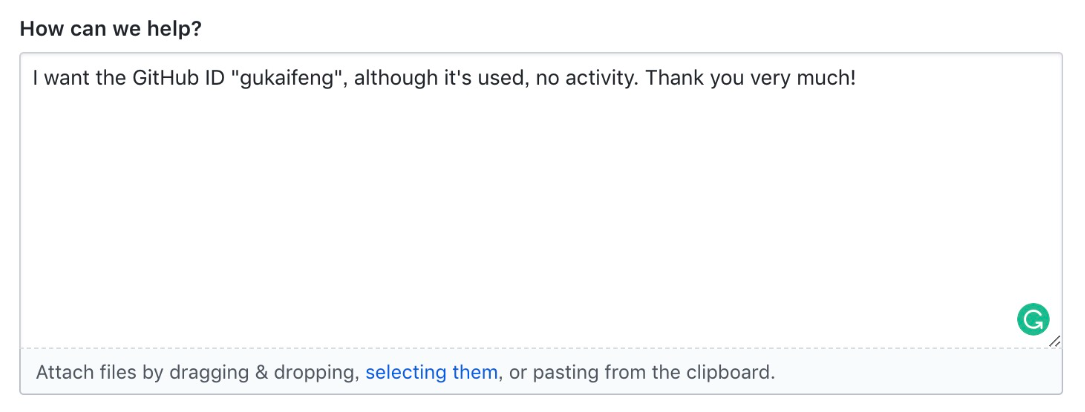 How can we help?
I want the GitHub ID "gukaifeng", although it's used, no activity. Thank you very much!
Attach files by dragging & dropping, selecting them, or pasting from the clipboard.